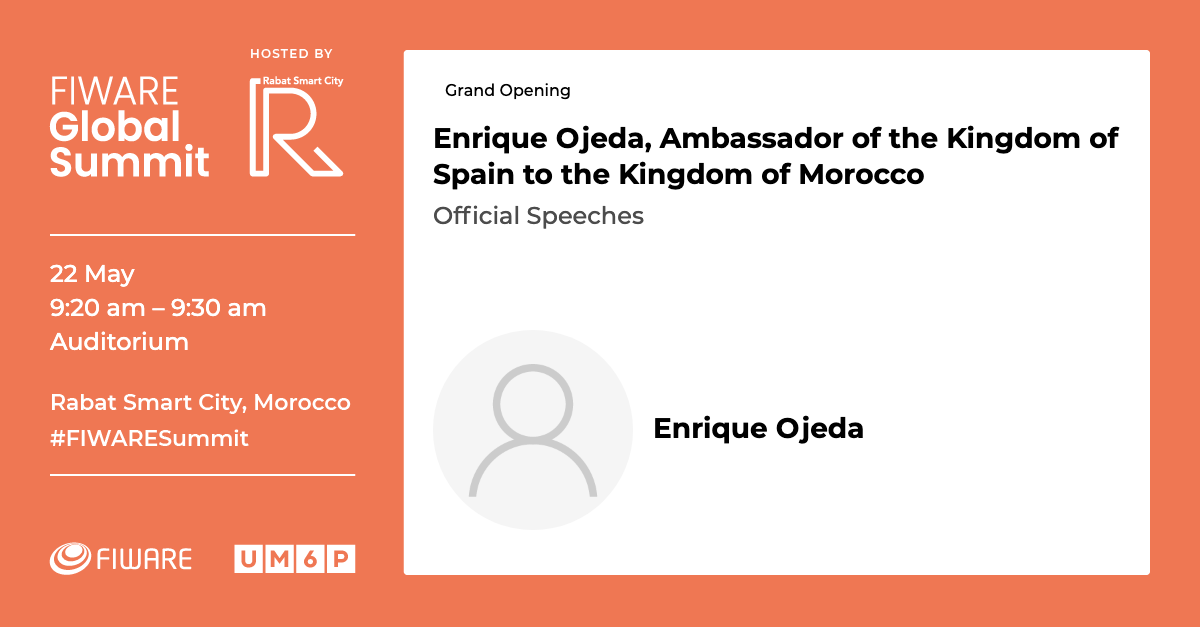 FIWARE
Global
Summit
HOSTED BY
Rabat Smart City
R
22 May
9:20 am – 9:30 am
Auditorium
Rabat Smart City, Morocco
#FIWARESummit
FIWARE
UM6P
Grand Opening
Enrique Ojeda, Ambassador of the Kingdom of
Spain to the Kingdom of Morocco
Official Speeches
Enrique Ojeda